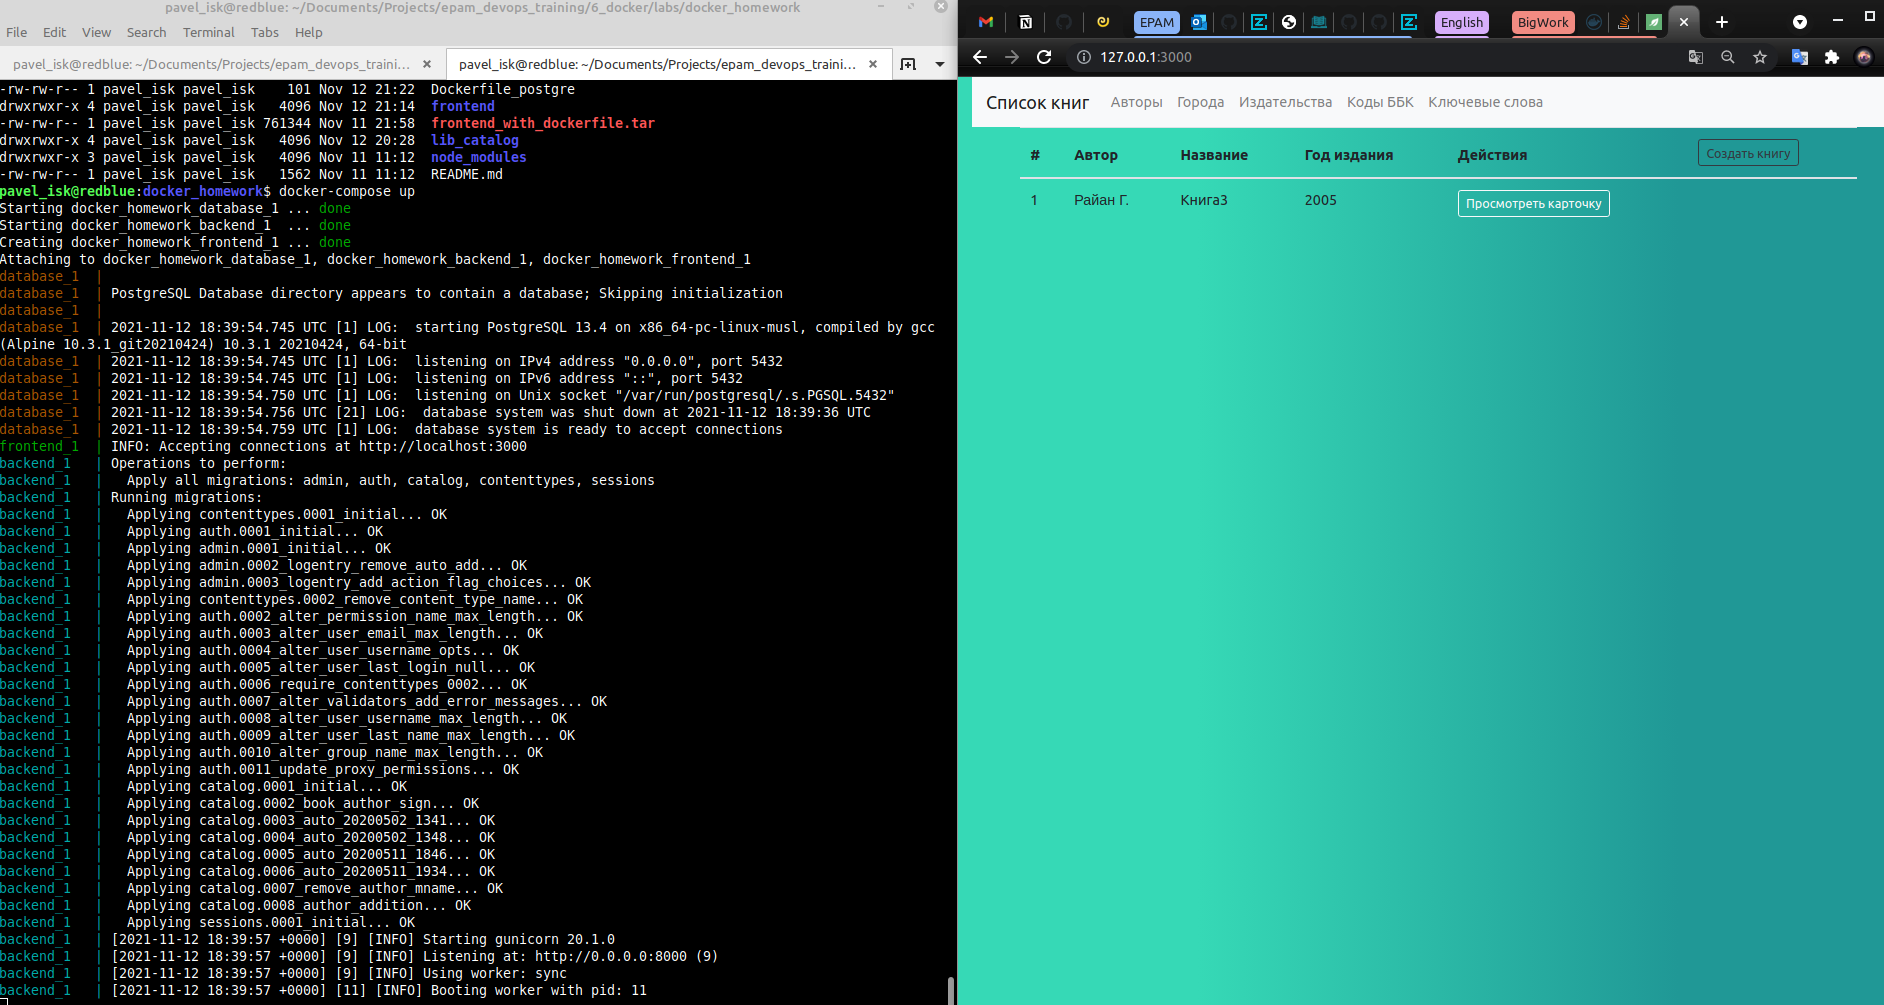 pavel_isk@redblue: ~/Documents/Projects/epam_devops_training/6_docker/labs/docker_homework
File Edit View Search Terminal Tabs Help
pavel_isk@redblue: ~/Documents/Projects/epam_devops_traini... × pavel_isk@redblue: ~/Documents/Projects/epam_devops_traini... ×
-rw-rw-r-- 1 pavel_isk pavel_isk    101 Nov 12 21:22  Dockerfile_postgre
drwxrwxr-x 4 pavel_isk pavel_isk   4096 Nov 12 21:14  frontend
-rw-rw-r-- 1 pavel_isk pavel_isk 761344 Nov 11 21:58  frontend_with_dockerfile.tar
drwxrwxr-x 4 pavel_isk pavel_isk   4096 Nov 12 20:28  lib_catalog
drwxrwxr-x 3 pavel_isk pavel_isk   4096 Nov 11 11:12  node_modules
-rw-rw-r-- 1 pavel_isk pavel_isk   1562 Nov 11 11:12  README.md
pavel_isk@redblue:docker_homework$ docker-compose up
Starting docker_homework_database_1 ... done
Starting docker_homework_backend_1  ... done
Creating docker_homework_frontend_1 ... done
Attaching to docker_homework_database_1, docker_homework_backend_1, docker_homework_frontend_1
database_1  |
database_1  | PostgreSQL Database directory appears to contain a database; Skipping initialization
database_1  |
database_1  | 2021-11-12 18:39:54.745 UTC [1] LOG:  starting PostgreSQL 13.4 on x86_64-pc-linux-musl, compiled by gcc
(Alpine 10.3.1_git20210424) 10.3.1 20210424, 64-bit
database_1  | 2021-11-12 18:39:54.745 UTC [1] LOG:  listening on IPv4 address "0.0.0.0", port 5432
database_1  | 2021-11-12 18:39:54.745 UTC [1] LOG:  listening on IPv6 address "::", port 5432
database_1  | 2021-11-12 18:39:54.750 UTC [1] LOG:  listening on Unix socket "/var/run/postgresql/.s.PGSQL.5432"
database_1  | 2021-11-12 18:39:54.756 UTC [21] LOG:  database system was shut down at 2021-11-12 18:39:36 UTC
database_1  | 2021-11-12 18:39:54.759 UTC [1] LOG:  database system is ready to accept connections
frontend_1  | INFO: Accepting connections at http://localhost:3000
backend_1   | Operations to perform:
backend_1   |   Apply all migrations: admin, auth, catalog, contenttypes, sessions
backend_1   | Running migrations:
backend_1   |   Applying contenttypes.0001_initial... OK
backend_1   |   Applying auth.0001_initial... OK
backend_1   |   Applying admin.0001_initial... OK
backend_1   |   Applying admin.0002_logentry_remove_auto_add... OK
backend_1   |   Applying admin.0003_logentry_add_action_flag_choices... OK
backend_1   |   Applying contenttypes.0002_remove_content_type_name... OK
backend_1   |   Applying auth.0002_alter_permission_name_max_length... OK
backend_1   |   Applying auth.0003_alter_user_email_max_length... OK
backend_1   |   Applying auth.0004_alter_user_username_opts... OK
backend_1   |   Applying auth.0005_alter_user_last_login_null... OK
backend_1   |   Applying auth.0006_require_contenttypes_0002... OK
backend_1   |   Applying auth.0007_alter_validators_add_error_messages... OK
backend_1   |   Applying auth.0008_alter_user_username_max_length... OK
backend_1   |   Applying auth.0009_alter_user_last_name_max_length... OK
backend_1   |   Applying auth.0010_alter_group_name_max_length... OK
backend_1   |   Applying auth.0011_update_proxy_permissions... OK
backend_1   |   Applying catalog.0001_initial... OK
backend_1   |   Applying catalog.0002_book_author_sign... OK
backend_1   |   Applying catalog.0003_auto_20200502_1341... OK
backend_1   |   Applying catalog.0004_auto_20200502_1348... OK
backend_1   |   Applying catalog.0005_auto_20200511_1846... OK
backend_1   |   Applying catalog.0006_auto_20200511_1934... OK
backend_1   |   Applying catalog.0007_remove_author_mname... OK
backend_1   |   Applying catalog.0008_author_addition... OK
backend_1   |   Applying sessions.0001_initial... OK
backend_1   | [2021-11-12 18:39:57 +0000] [9] [INFO] Starting gunicorn 20.1.0
backend_1   | [2021-11-12 18:39:57 +0000] [9] [INFO] Listening at: http://0.0.0.0:8000 (9)
backend_1   | [2021-11-12 18:39:57 +0000] [9] [INFO] Using worker: sync
backend_1   | [2021-11-12 18:39:57 +0000] [11] [INFO] Booting worker with pid: 11
EPAM English BigWork
127.0.0.1:3000
Список книг Авторы Города Издательства Коды ББК Ключевые слова
# Автор Название Год издания Действия Создать книгу
1 Райан Г. Книга3 2005 Просмотреть карточку